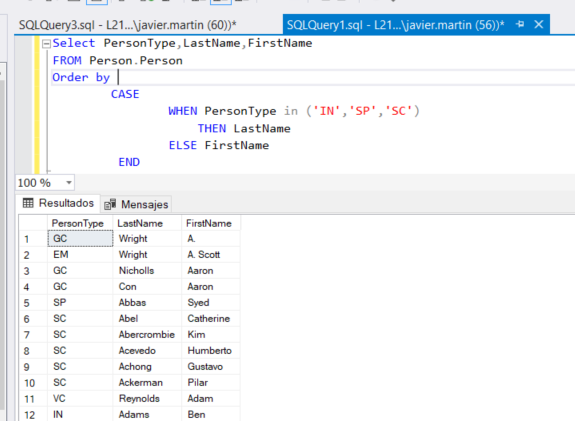 SQLQuery3.sql - L21...\javier.martin (60))*
SQLQuery1.sql - L21...\javier.martin (56))*
Select PersonType,LastName,FirstName
FROM Person.Person
Order by
CASE
WHEN PersonType in ('IN','SP','SC')
THEN LastName
ELSE FirstName
END
100 %
Resultados Mensajes
PersonType LastName FirstName
1 GC Wright A.
2 EM Wright A. Scott
3 GC Nicholls Aaron
4 GC Con Aaron
5 SP Abbas Syed
6 SC Abel Catherine
7 SC Abercrombie Kim
8 SC Acevedo Humberto
9 SC Achong Gustavo
10 SC Ackerman Pilar
11 VC Reynolds Adam
12 IN Adams Ben